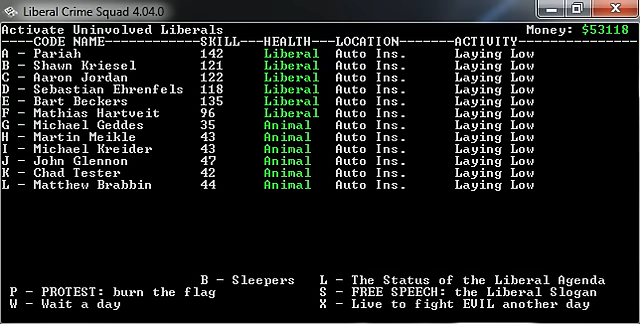 Liberal Crime Squad 4.04.0
Activate Uninvolved Liberals Money: $53118
CODE NAME SKILL HEALTH LOCATION ACTIVITY
A - Pariah 142 Liberal Auto Ins. Laying Low
B - Shawn Kriesel 121 Liberal Auto Ins. Laying Low
C - Aaron Jordan 122 Liberal Auto Ins. Laying Low
D - Sebastian Ehrenfels 118 Liberal Auto Ins. Laying Low
E - Bart Beckers 135 Liberal Auto Ins. Laying Low
F - Mathias Hartveit 96 Liberal Auto Ins. Laying Low
G - Michael Geddes 35 Animal Auto Ins. Laying Low
H - Martin Meikle 43 Animal Auto Ins. Laying Low
I - Michael Kreider 43 Animal Auto Ins. Laying Low
J - John Glennon 47 Animal Auto Ins. Laying Low
K - Chad Tester 42 Animal Auto Ins. Laying Low
L - Matthew Brabbin 44 Animal Auto Ins. Laying Low
B - Sleepers L - The Status of the Liberal Agenda
P - PROTEST: burn the flag S - FREE SPEECH: the Liberal Slogan
W - Wait a day X - Live to fight EVIL another day